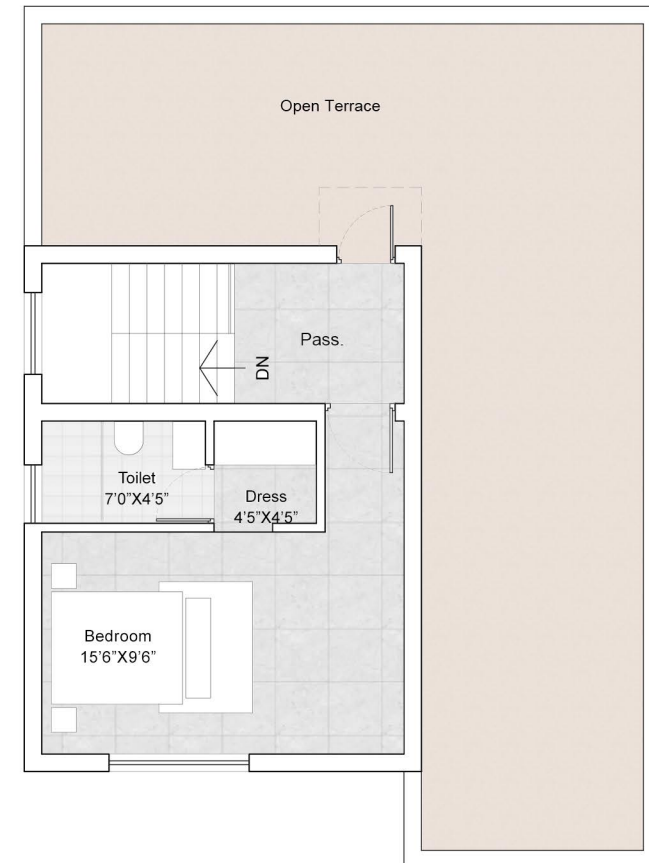 Open Terrace
Pass.
DN
Toilet
7'0”X4'5”
Dress
4'5”X4'5”
Bedroom
15'6”X9'6”